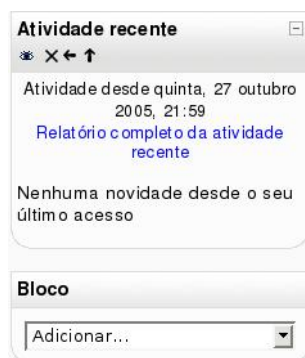 Atividade recente
Atividade desde quinta, 27 outubro
2005, 21:59
Relatório completo da atividade
recente
Nenhuma novidade desde o seu
último acesso
Bloco
Adicionar...